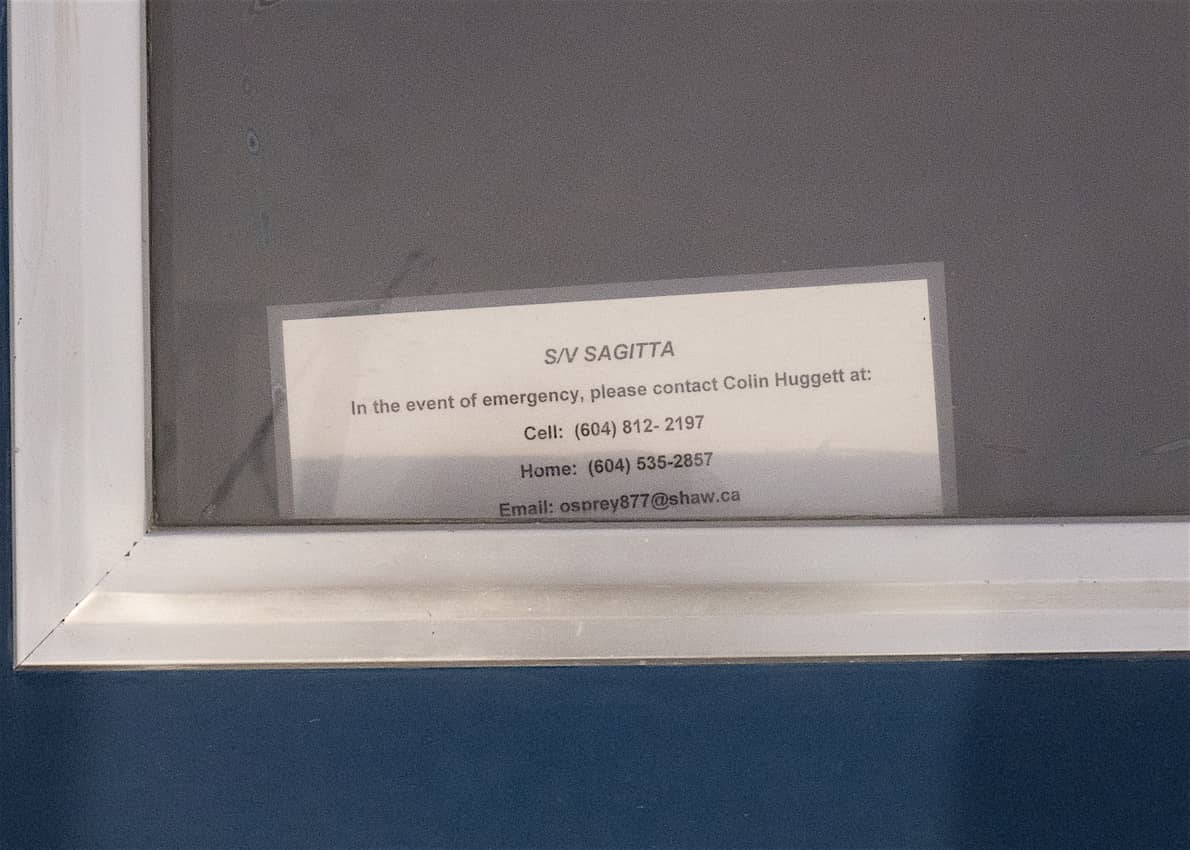 S/V SAGITTA
In the event of emergency, please contact Colin Huggett at:
Cell: (604) 812- 2197
Home: (604) 535-2857
Email: osprey877@shaw.ca